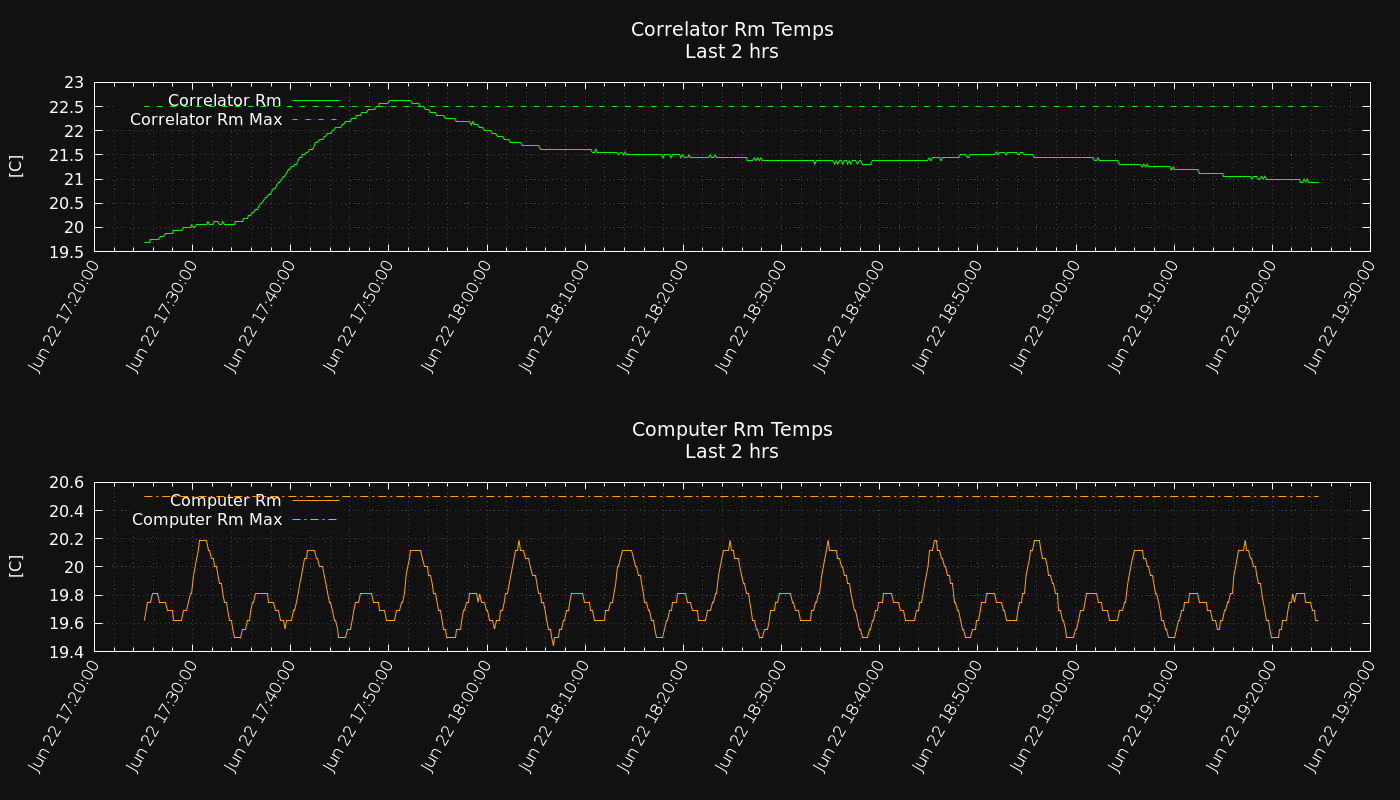 Correlator Rm Temps
Last 2 hrs
23
22.5
22
21.5
21
20.5
20
19.5
[C]
Correlator Rm
Correlator Rm Max
Jun 22 17:20:00
Jun 22 17:30:00
Jun 22 17:40:00
Jun 22 17:50:00
Jun 22 18:00:00
Jun 22 18:10:00
Jun 22 18:20:00
Jun 22 18:30:00
Jun 22 18:40:00
Jun 22 18:50:00
Jun 22 19:00:00
Jun 22 19:10:00
Jun 22 19:20:00
Jun 22 19:30:00
Computer Rm Temps
Last 2 hrs
20.6
20.4
20.2
20
19.8
19.6
19.4
[C]
Computer Rm
Computer Rm Max
Jun 22 17:20:00
Jun 22 17:30:00
Jun 22 17:40:00
Jun 22 17:50:00
Jun 22 18:00:00
Jun 22 18:10:00
Jun 22 18:20:00
Jun 22 18:30:00
Jun 22 18:40:00
Jun 22 18:50:00
Jun 22 19:00:00
Jun 22 19:10:00
Jun 22 19:20:00
Jun 22 19:30:00